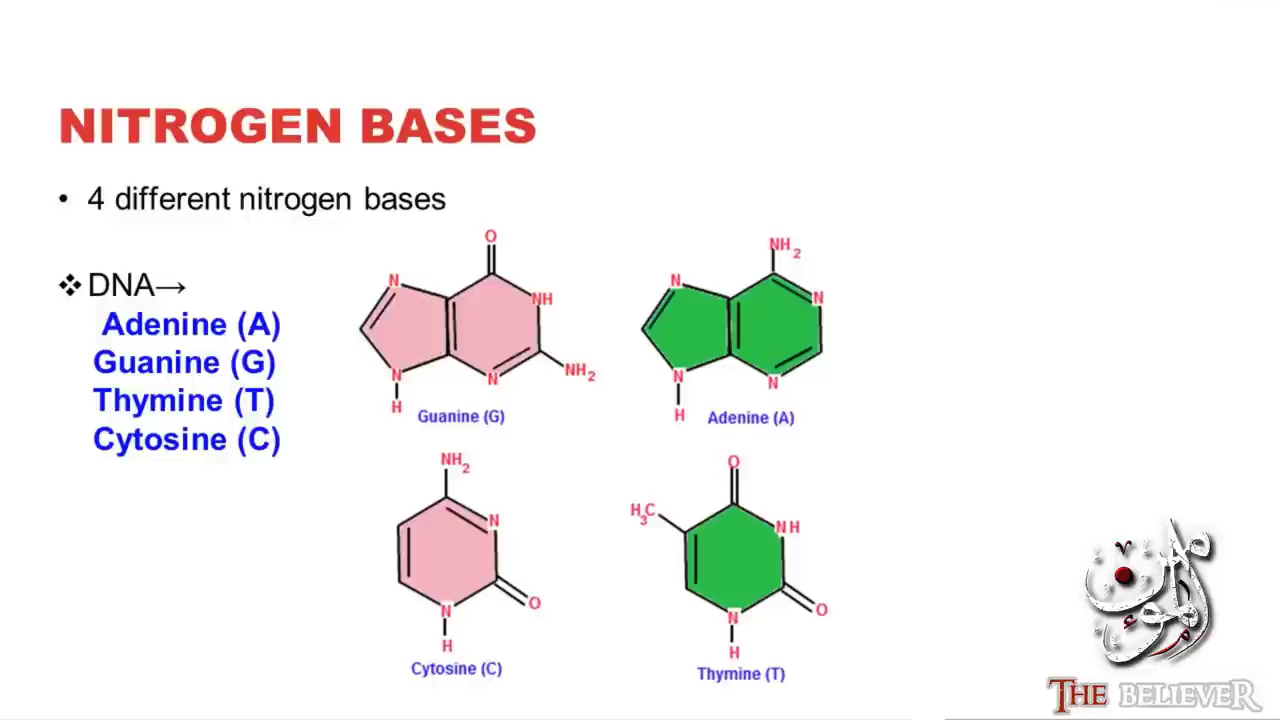 NITROGEN BASES
• 4 different nitrogen bases
❖ DNA→
Adenine (A)
Guanine (G)
Thymine (T)
Cytosine (C)
O
N
NH
NH2
N
N
H
Guanine (G)
NH2
N
N
N
N
H
Adenine (A)
NH2
N
O
N
H
Cytosine (C)
O
H3C
NH
O
N
H
Thymine (T)
المؤمن
THE BELIEVER